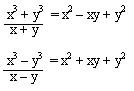 x³ + y³ = x² – xy + y²
x + y
x³ – y³ = x² + xy + y²
x – y